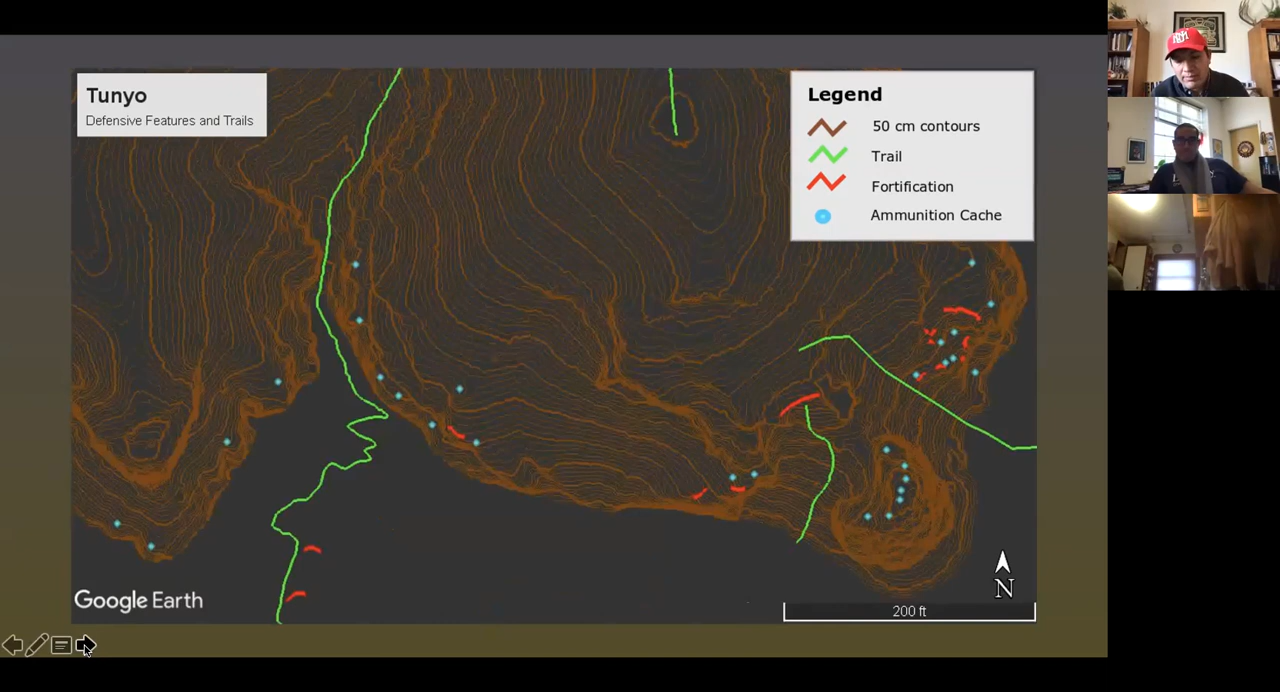 Tunyo
Defensive Features and Trails
Legend
50 cm contours
Trail
Fortification
Ammunition Cache
Google Earth
N
200 ft